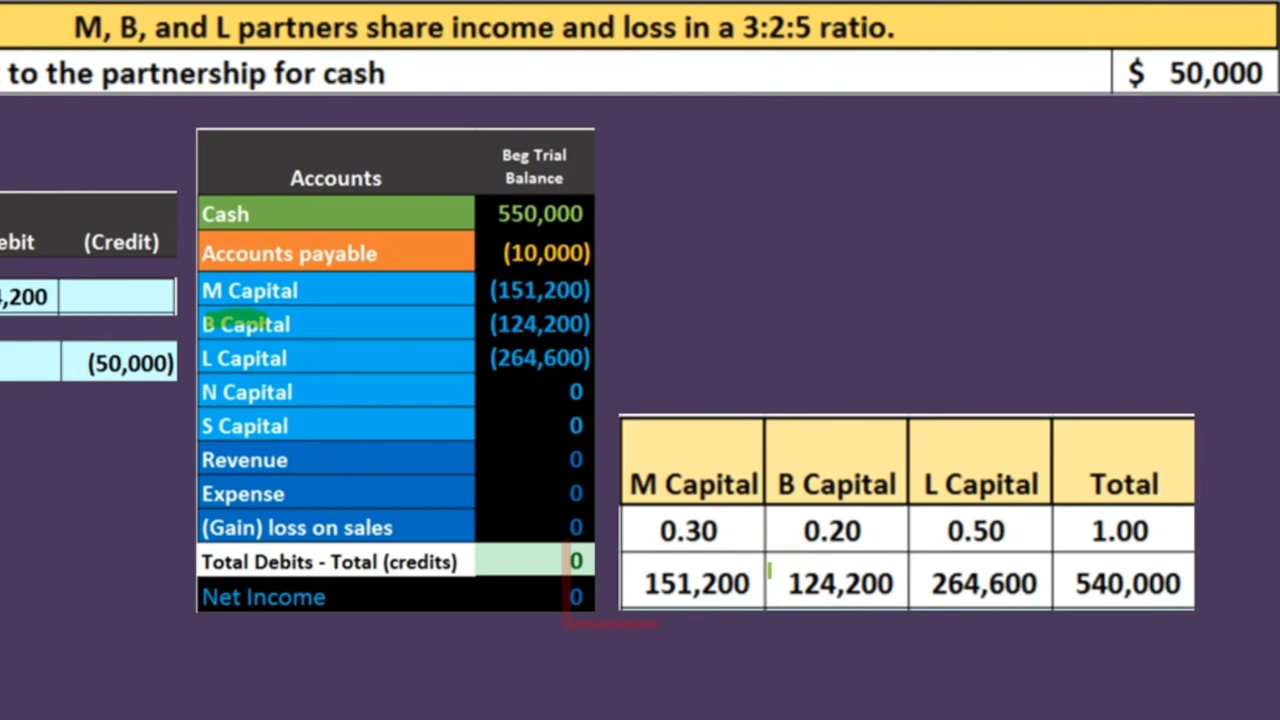 M, B, and L partners share income and loss in a 3:2:5 ratio.
to the partnership for cash $ 50,000
Accounts Beg Trial Balance
ebit (Credit)
Cash 550,000
Accounts payable (10,000)
M Capital (151,200)
,200
B Capital (124,200)
L Capital (264,600)
(50,000)
N Capital 0
S Capital 0
Revenue 0
Expense 0
(Gain) loss on sales 0
Total Debits - Total (credits) 0
Net Income 0
M Capital B Capital L Capital Total
0.30 0.20 0.50 1.00
151,200 124,200 264,600 540,000